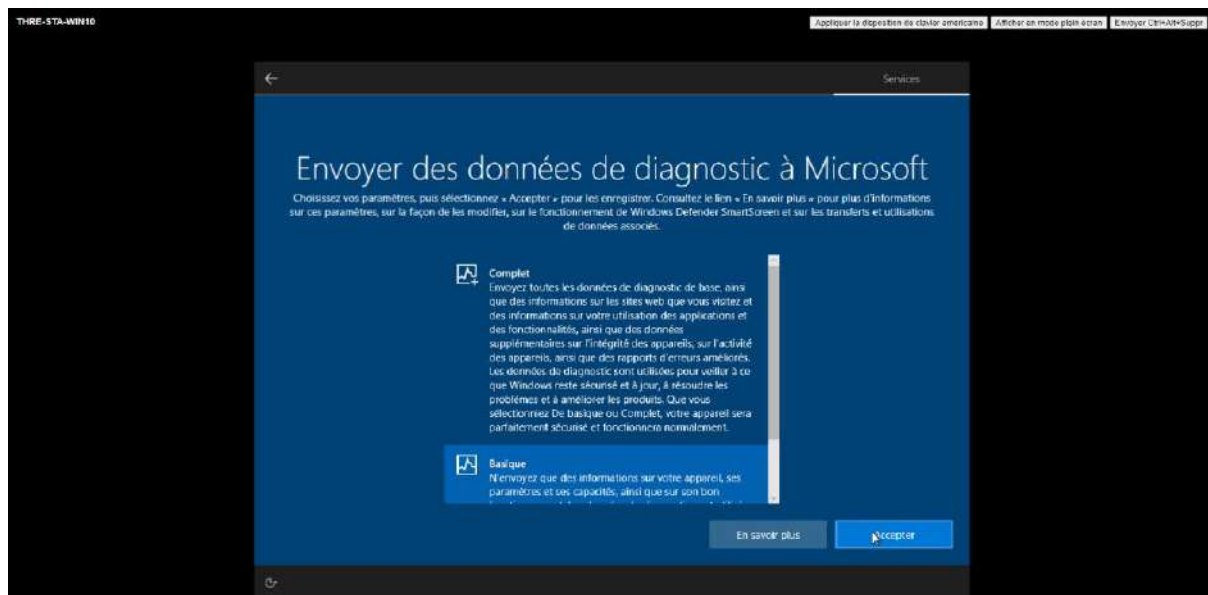 THRE-STA-WIN10
Appliquer la disposition de clavier américaine Afficher en mode plein écran Envoyer Ctrl+Alt+Suppr
Services
Envoyer des données de diagnostic à Microsoft
Choisissez vos paramètres, puis sélectionnez « Accepter » pour les enregistrer. Consultez le lien « En savoir plus » pour plus d'informations
sur ces paramètres, sur la façon de les modifier, sur le fonctionnement de Windows Defender SmartScreen et sur les transferts et utilisations
de données associés.
Complet
Envoyez toutes les données de diagnostic de base, ainsi
que des informations sur les sites web que vous visitez et
des informations sur votre utilisation des applications et
des fonctionnalités, ainsi que des données
supplémentaires sur l'intégrité des appareils, sur l'activité
des appareils, ainsi que des rapports d'erreurs améliorés.
Les données de diagnostic sont utilisées pour veiller à ce
que Windows reste sécurisé et à jour, à résoudre les
problèmes et à améliorer les produits. Que vous
sélectionniez De basique ou Complet, votre appareil sera
parfaitement sécurisé et fonctionnera normalement.
Basique
N'envoyez que des informations sur votre appareil, ses
paramètres et ses capacités, ainsi que sur son bon
En savoir plus
Accepter